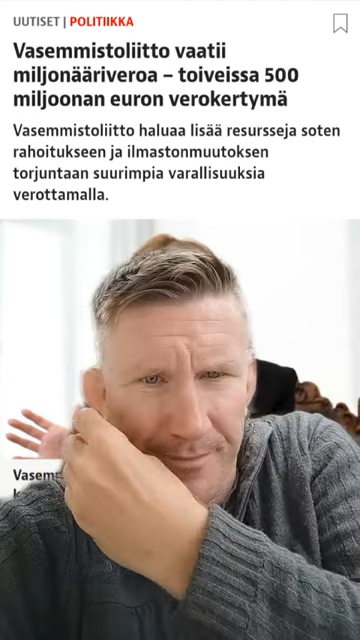 UUTISET | POLITIIKKA
Vasemmistoliitto vaatii
miljonääriveroa – toiveissa 500
miljoonan euron verokertymä
Vasemmistoliitto haluaa lisää resursseja soten
rahoitukseen ja ilmastonmuutoksen
torjuntaan suurimpia varallisuuksia
verottamalla.